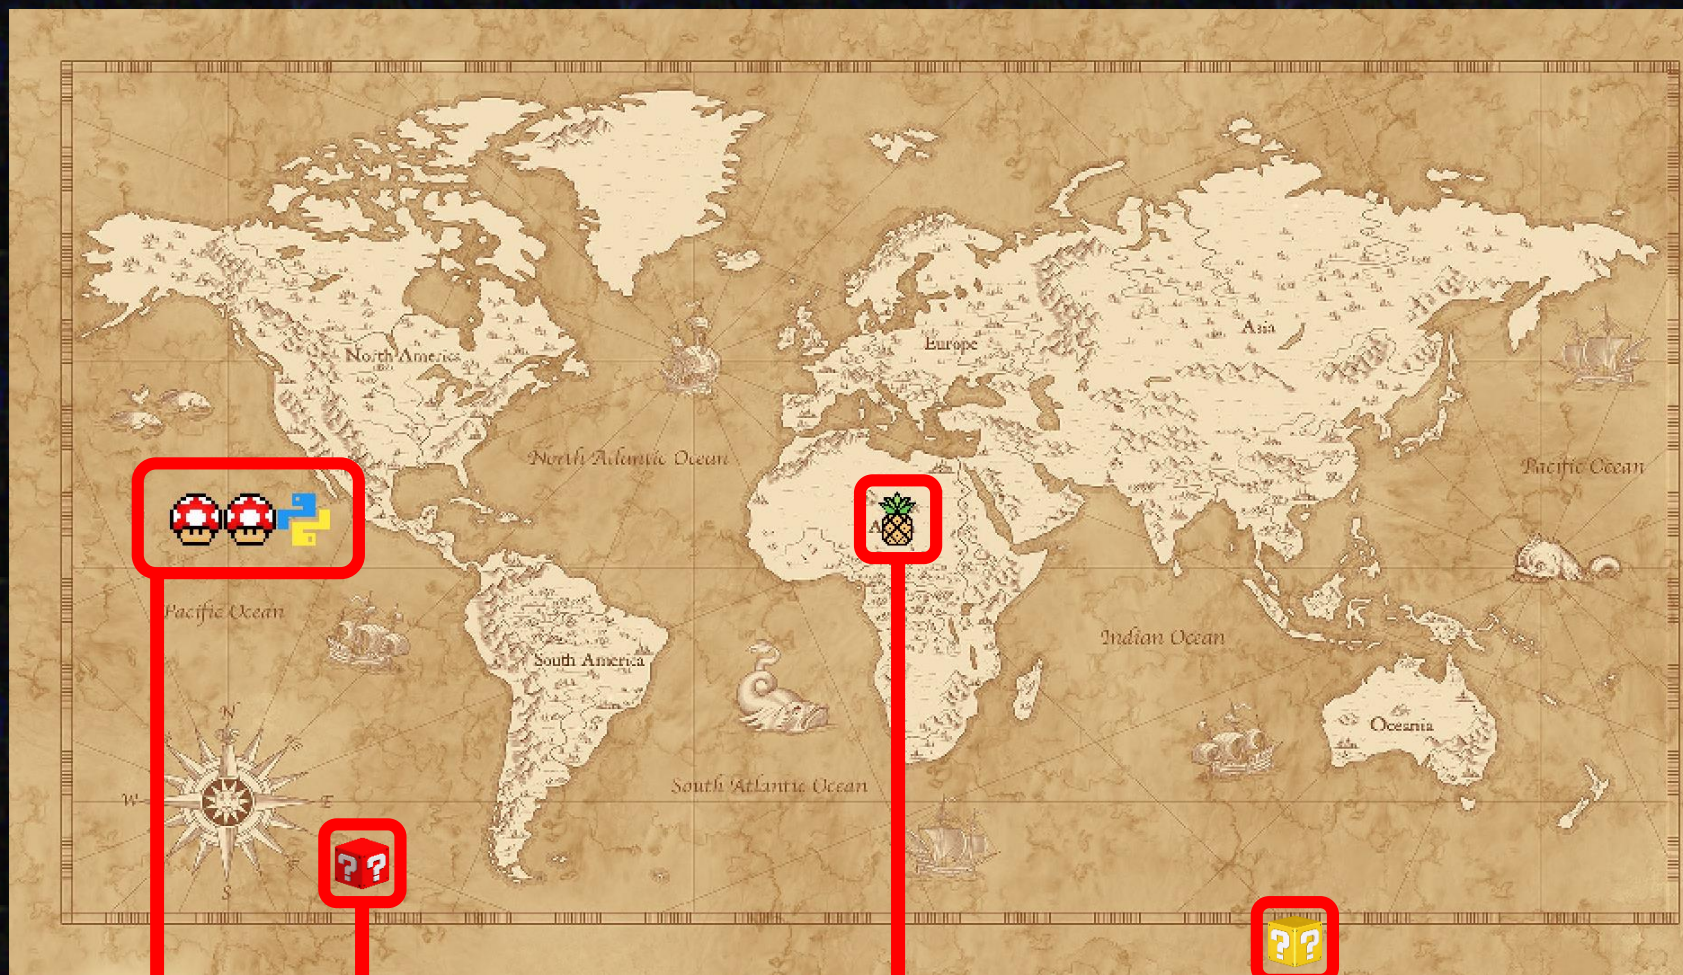 North America
Europe
Asia
North Atlantic Ocean
Pacific Ocean
A
Pacific Ocean
Indian Ocean
South America
N
Oceania
South Atlantic Ocean
W
E
S
? ?
? ?